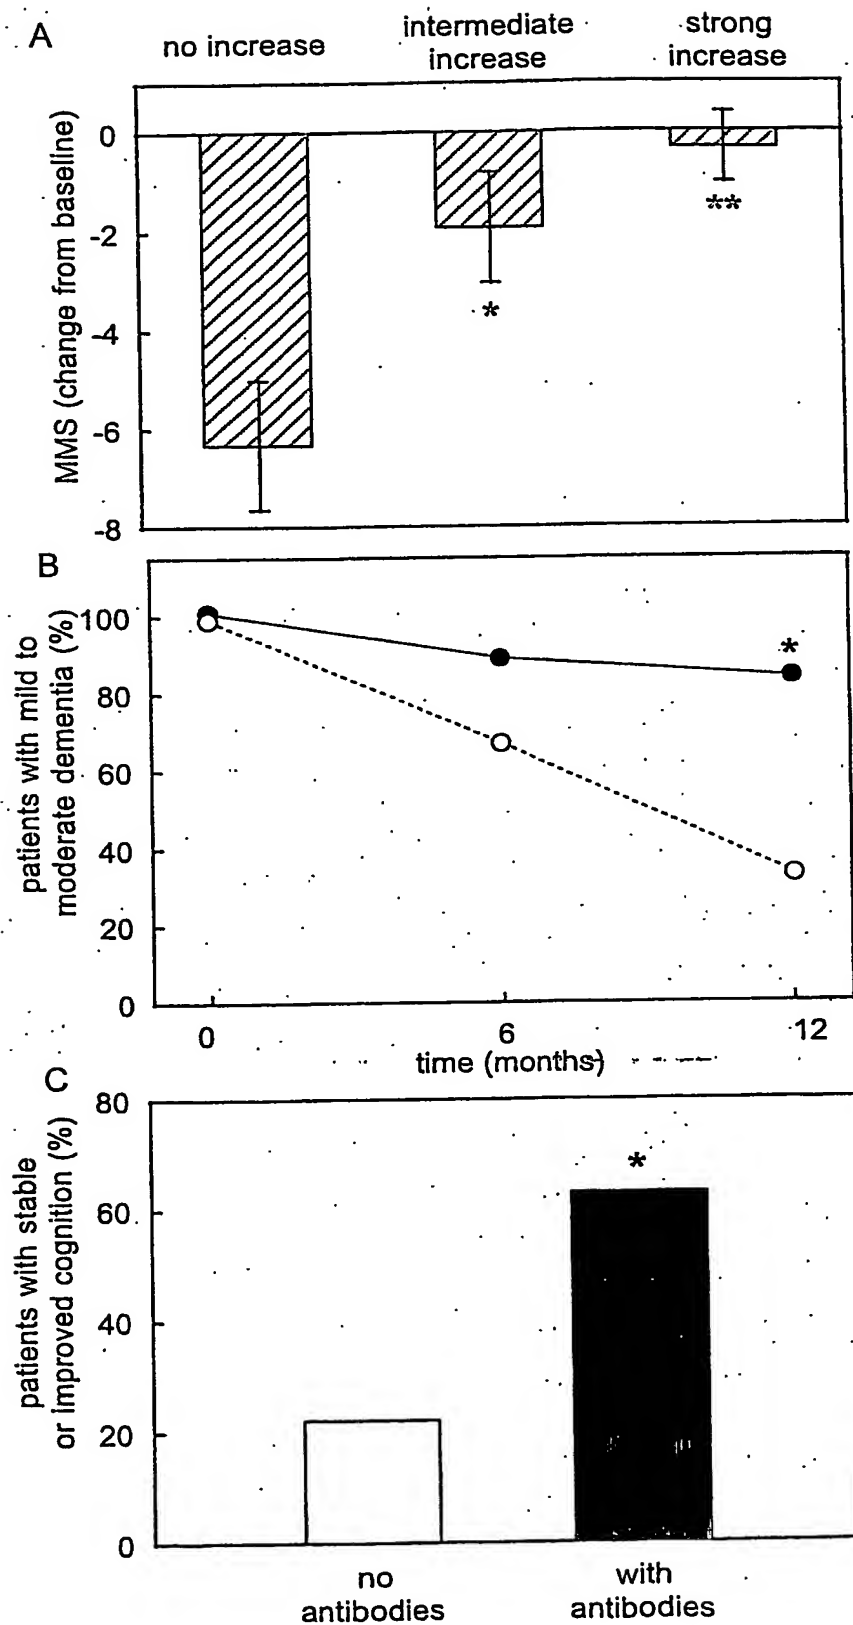 A
no increase
intermediate
increase
strong
increase
MMS (change from baseline)
0
-2
-4
-6
-8
*
**
B
patients with mild to
moderate dementia (%)
100
80
60
40
20
0
*
0
6
12
time (months)
C
patients with stable
or improved cognition (%)
80
60
40
20
0
*
no
antibodies
with
antibodies